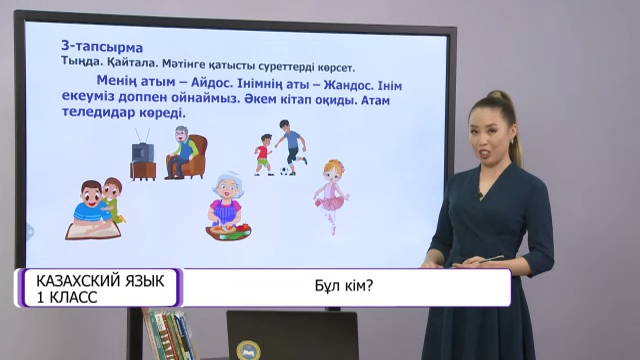 3-тапсырма
Тыңда. Қайтала. Мәтінге қатысты суреттерді көрсет.
Менің атым – Айдос. Інімнің аты – Жандос. Інім
екеуміз доппен ойнаймыз. Әкем кітап оқиды. Атам
теледидар көреді.
КАЗАХСКИЙ ЯЗЫК
1 КЛАСС
Бұл кім?